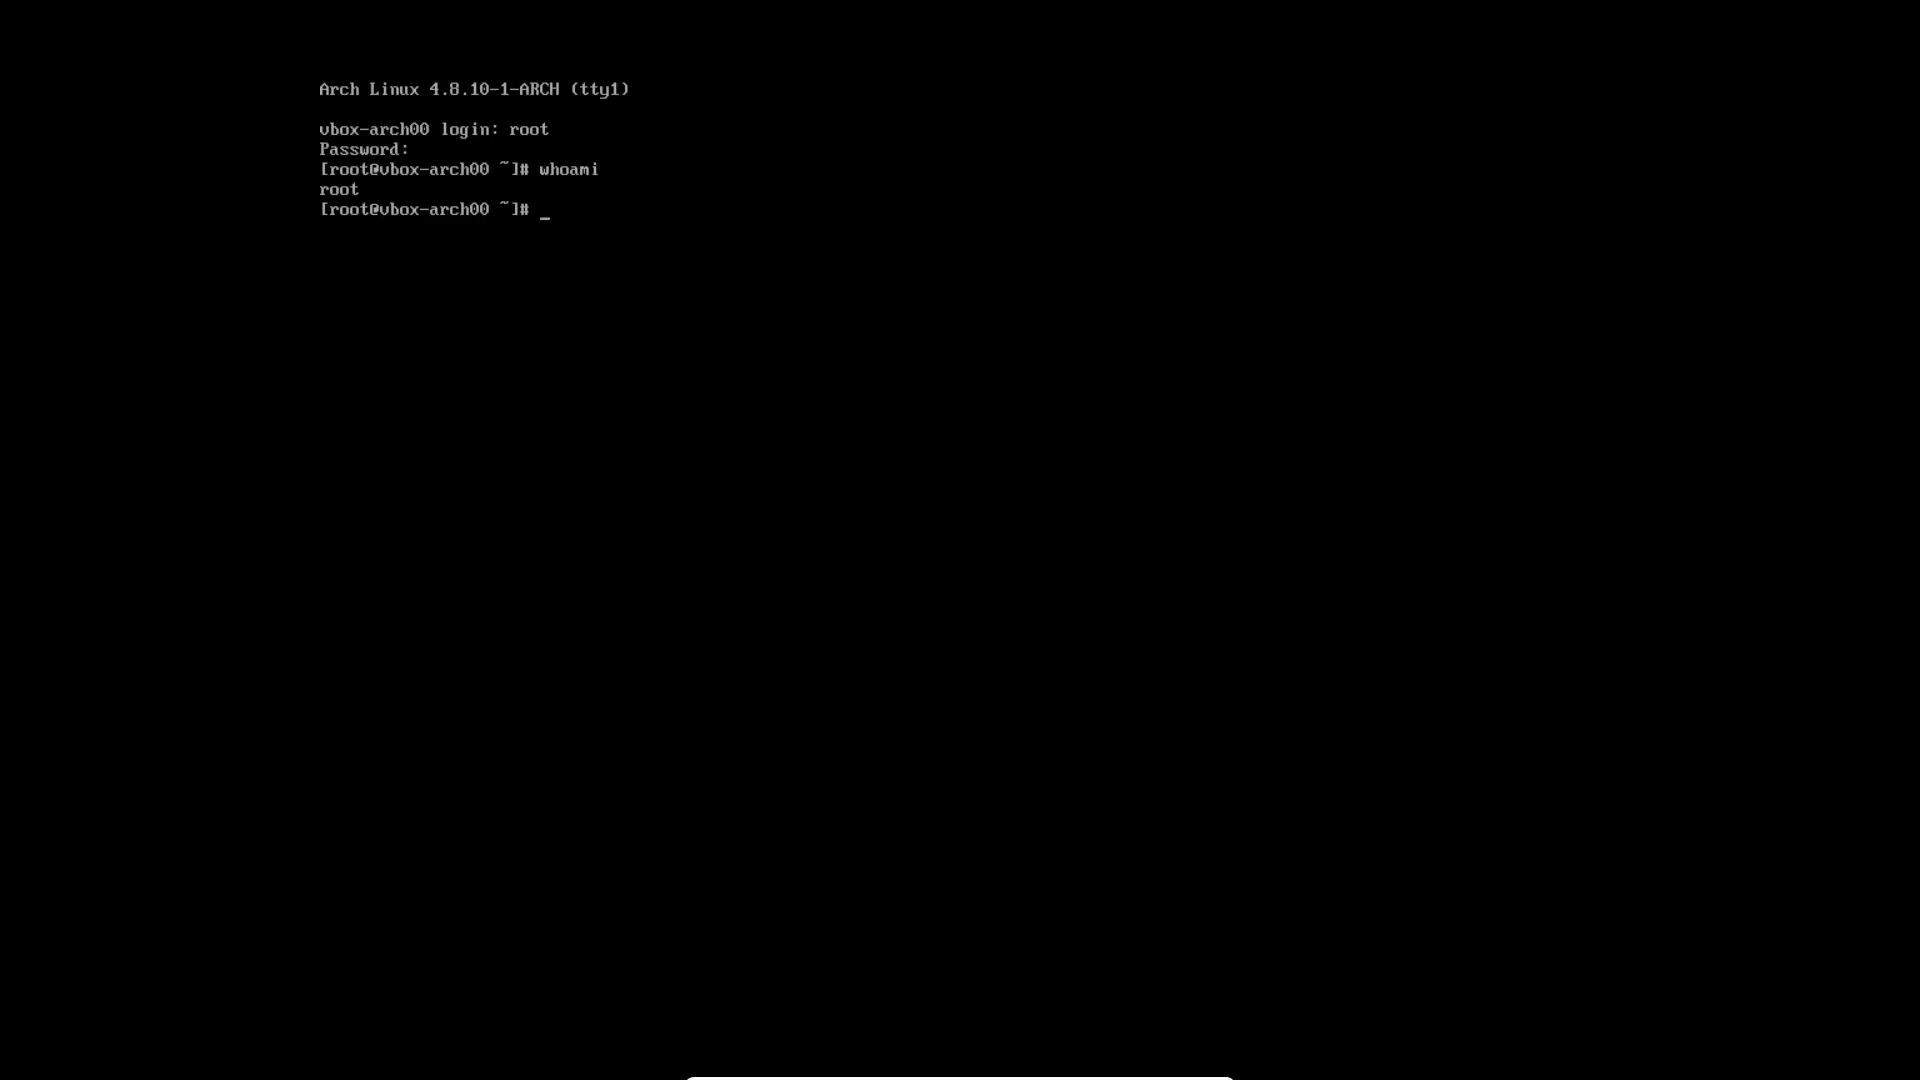 Arch Linux 4.8.10-1-ARCH (tty1)
vbox-arch00 login: root
Password:
[root@vbox-arch00 ~]# whoami
root
[root@vbox-arch00 ~]# _